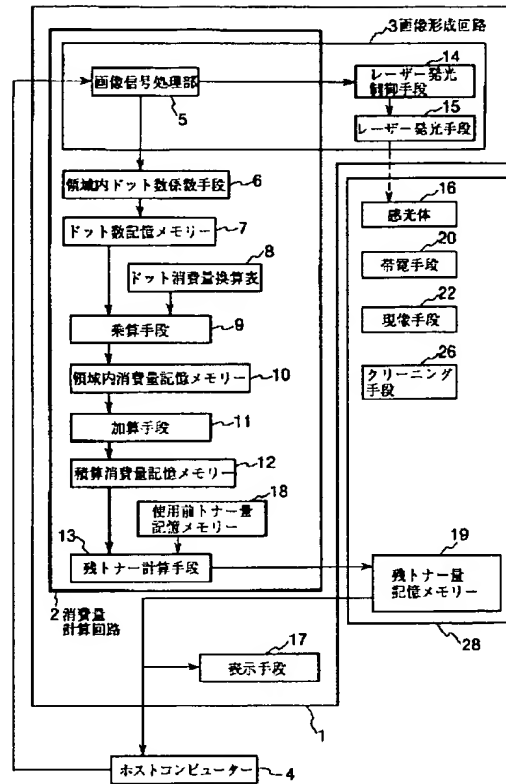 3画像形成回路
画像信号処理部
5
14
レーザー発光
制御手段
15
レーザー発光手段
領域内ドット数係数手段
6
ドット数記憶メモリー
7
8
ドット消費量換算表
乗算手段
9
領域内消費量記憶メモリー
10
加算手段
11
積算消費量記憶メモリー
12
18
使用前トナー量
記憶メモリー
13
残トナー計算手段
2消費量
計算回路
16
感光体
20
帯電手段
22
現像手段
26
クリーニング
手段
19
残トナー量
記憶メモリー
28
17
表示手段
1
ホストコンピューター
4